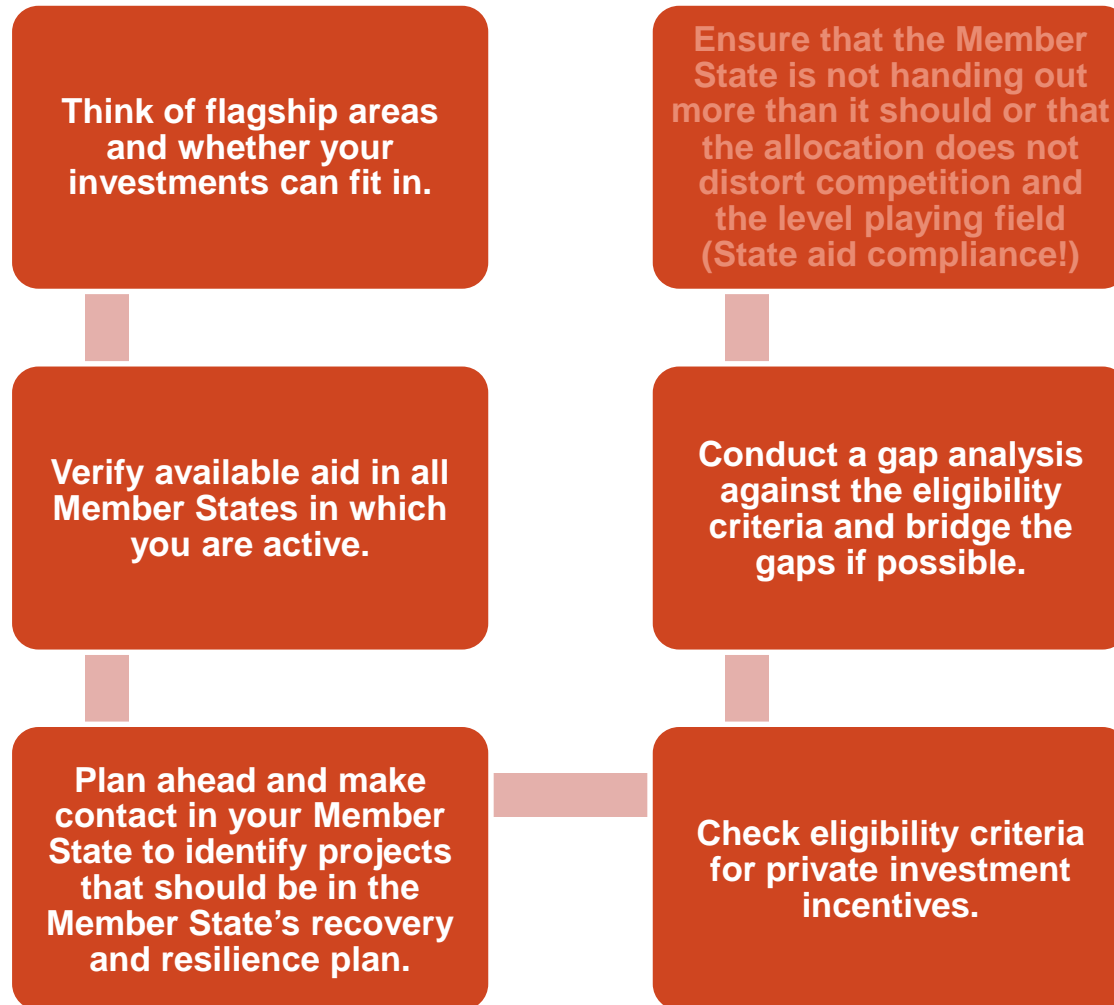 Think of flagship areas
and whether your
investments can fit in.
Verify available aid in all
Member States in which
you are active.
Plan ahead and make
contact in your Member
State to identify projects
that should be in the
Member State’s recovery
and resilience plan.
Check eligibility criteria
for private investment
incentives.
Conduct a gap analysis
against the eligibility
criteria and bridge the
gaps if possible.
Ensure that the Member
State is not handing out
more than it should or that
the allocation does not
distort competition and
the level playing field
(State aid compliance!)